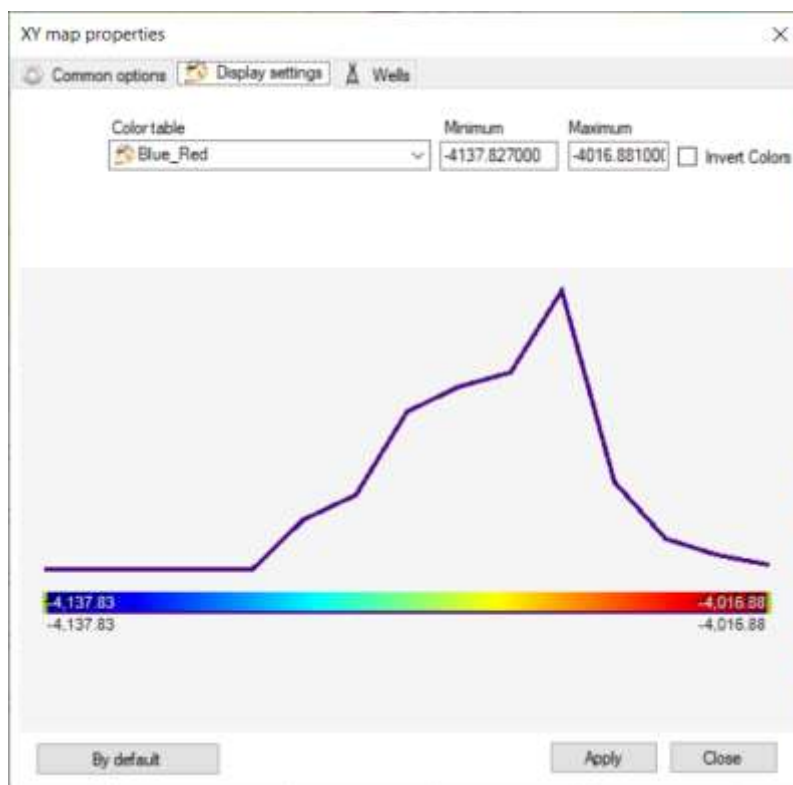 XY map properties
Common options Display settings Wells
Color table Minimum Maximum
Blue_Red -4137.827000 -4016.88100( Invert Colors
-4,137.83 -4,016.88
-4,137.83 -4,016.88
By default Apply Close